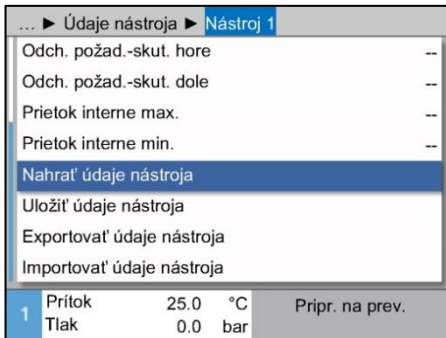 ... ► Údaje nástroja ► Nástroj 1
Odch. požad.-skut. hore --
Odch. požad.-skut. dole --
Prietok interne max. --
Prietok interne min. --
Nahrať údaje nástroja
Uložiť údaje nástroja
Exportovať údaje nástroja
Importovať údaje nástroja
1 Prítok 25.0 °C Pripr. na prev.
Tlak 0.0 bar